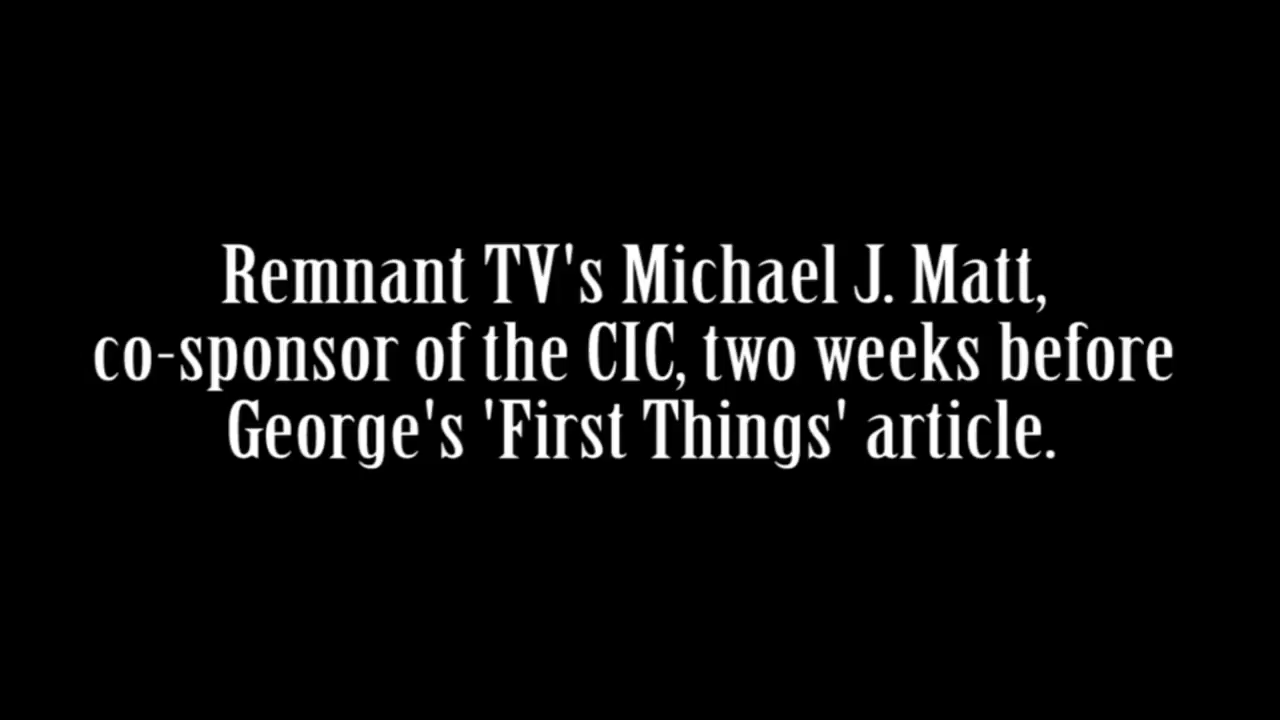 Remnant TV's Michael J. Matt,
co-sponsor of the CIC, two weeks before
George's 'First Things' article.